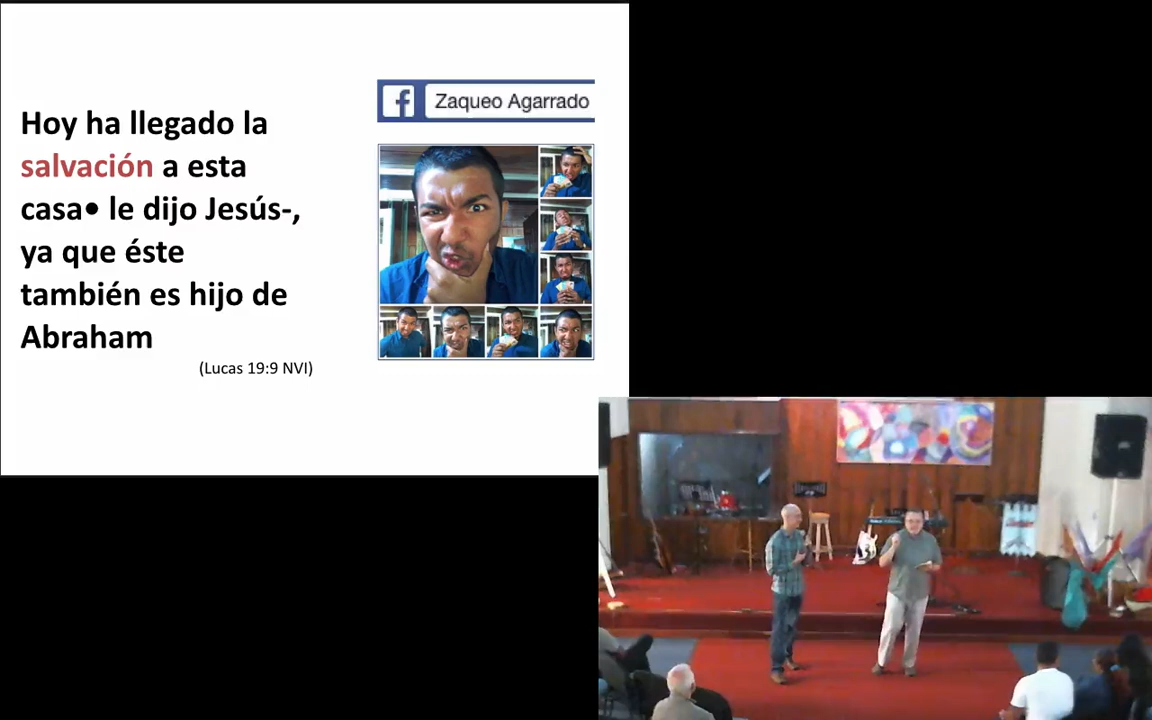 Hoy ha llegado la
salvación a esta
casa• le dijo Jesús-,
ya que éste
también es hijo de
Abraham
(Lucas 19:9 NVI)
f
Zaqueo Agarrado